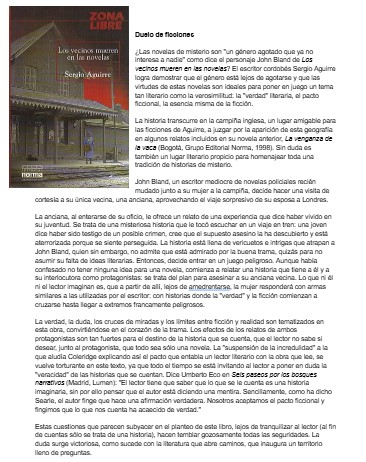 ZONA
LIBRE
Los vecinos mueren
en las novelas
Sergio Aguirre
norma
Duelo de ficciones
¿Las novelas de misterio son "un género agotado que ya no
interesa a nadie" como dice el personaje John Bland de Los
vecinos mueren en las novelas? El escritor cordobés Sergio Aguirre
logra demostrar que el género está lejos de agotarse y que las
virtudes de estas novelas son ideales para poner en juego un tema
tan literario como la verosimilitud: la "verdad" literaria, el pacto
ficcional, la esencia misma de la ficción.
La historia transcurre en la campiña inglesa, un lugar amigable para
las ficciones de Aguirre, a juzgar por la aparición de esta geografía
en algunos relatos incluidos en su novela anterior, La venganza de
la vaca (Bogotá, Grupo Editorial Norma, 1998). Sin duda es
también un lugar literario propicio para homenajear toda una
tradición de historias de misterio.
John Bland, un escritor mediocre de novelas policiales recién
mudado junto a su mujer a la campiña, decide hacer una visita de
cortesía a su única vecina, una anciana, aprovechando el viaje sorpresivo de su esposa a Londres.
La anciana, al enterarse de su oficio, le ofrece un relato de una experiencia que dice haber vivido en
su juventud. Se trata de una misteriosa historia que le tocó escuchar en un viaje en tren: una joven
dice haber sido testigo de un posible crimen, cree que el supuesto asesino la ha descubierto y está
aterrorizada porque se siente perseguida. La historia está llena de vericuetos e intrigas que atrapan a
John Bland, quien sin embargo, no admite que está admirado por la buena trama, quizás para no
asumir su falta de ideas literarias. Entonces, decide entrar en un juego peligroso. Aunque había
confesado no tener ninguna idea para una novela, comienza a relatar una historia que tiene a él y a
su interlocutora como protagonistas: se trata del plan para asesinar a su anciana vecina. Lo que ni él
ni el lector imaginan es, que a partir de allí, lejos de amedrentarse, la mujer responderá con armas
similares a las utilizadas por el escritor: con historias donde la "verdad" y la ficción comienzan a
cruzarse hasta llegar a extremos francamente peligrosos.
La verdad, la duda, los cruces de miradas y los límites entre ficción y realidad son tematizados en
esta obra, convirtiéndose en el corazón de la trama. Los efectos de los relatos de ambos
protagonistas son tan fuertes para el destino de la historia que se cuenta, que el lector no sabe si
desear, junto al protagonista, que todo sea sólo una novela. La "suspensión de la incredulidad" a la
que aludía Coleridge explicando así el pacto que entabla un lector literario con la obra que lee, se
vuelve torturante en este texto, ya que todo el tiempo se está invitando al lector a poner en duda la
"veracidad" de las historias que se cuentan. Dice Umberto Eco en Seis paseos por los bosques
narrativos (Madrid, Lumen): "El lector tiene que saber que lo que se le cuenta es una historia
imaginaria, sin por ello pensar que el autor está diciendo una mentira. Sencillamente, como ha dicho
Searle, el autor finge que hace una afirmación verdadera. Nosotros aceptamos el pacto ficcional y
fingimos que lo que nos cuenta ha acaecido de verdad."
Estas cuestiones que parecen subyacer en el planteo de este libro, lejos de tranquilizar al lector (al fin
de cuentas sólo se trata de una historia), hacen temblar gozosamente todas las seguridades. La
duda surge victoriosa, como sucede con la literatura que abre caminos, que inaugura un territorio
lleno de preguntas.